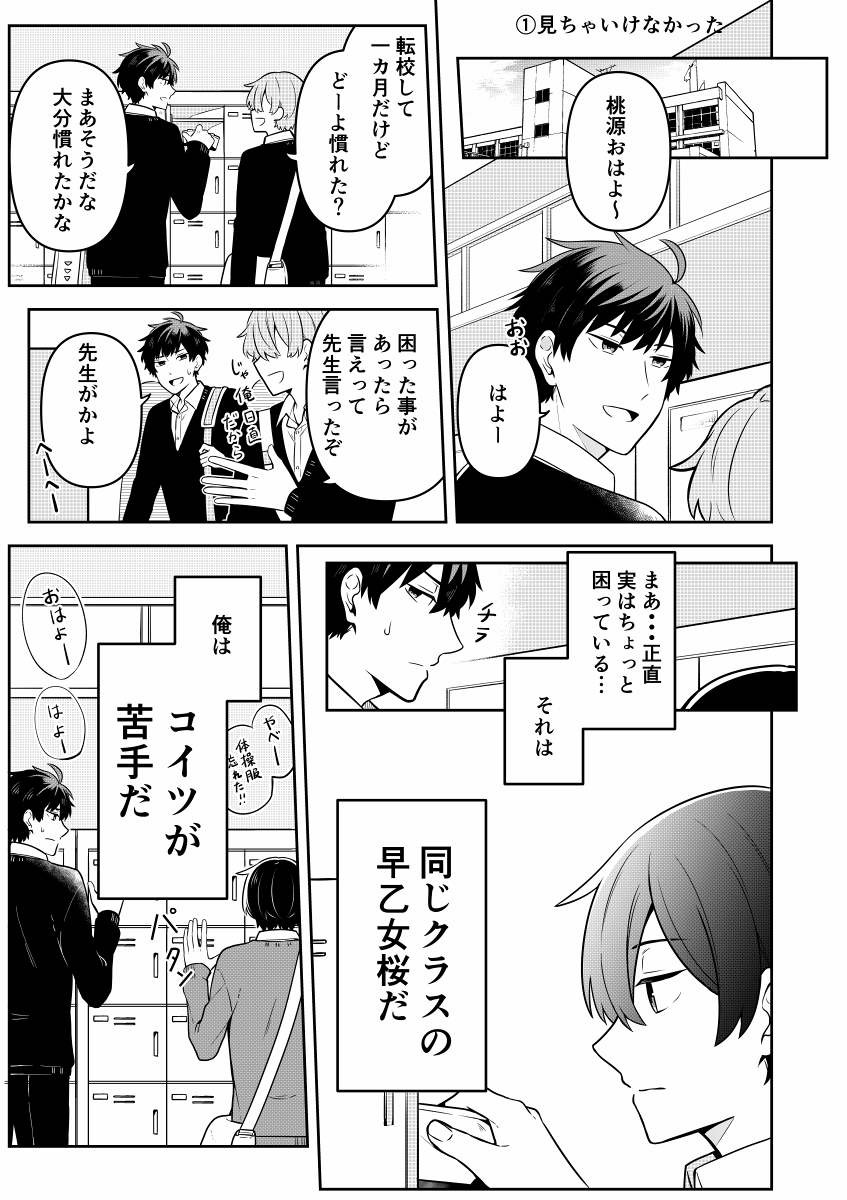 ①見ちゃいけなかった
桃源おはよ～
おぉ
はよー
転校して
一カ月だけど
どーよ慣れた？
まあそうだな
大分慣れたかな
困った事が
あったら
言えって
先生言ったぞ
じゃ
俺
日直
だから
先生がかよ
へーへー
まあ・・・正直
実はちょっと
困っている…
チラ
それは
同じクラスの
早乙女桜だ
俺は
コイツが
苦手だ
おはよー
はよー
やべー
体操服
忘れた!!
パタン